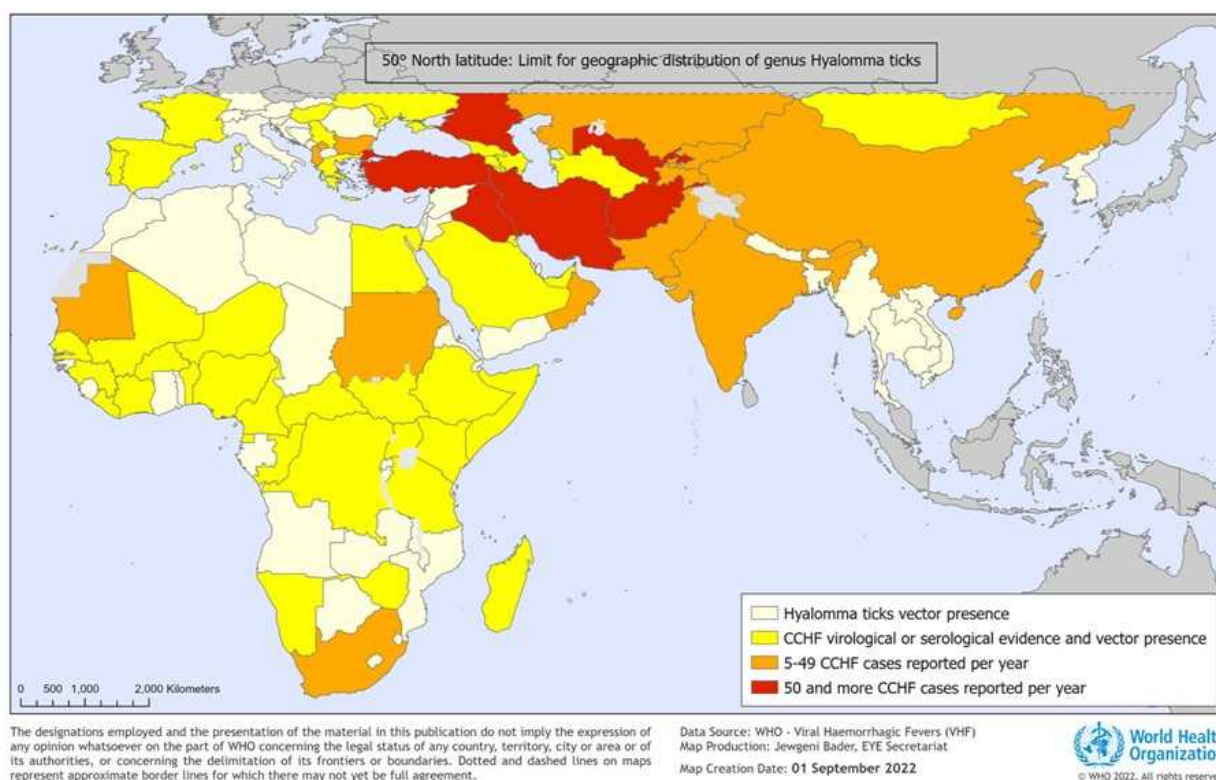 50° North latitude: Limit for geographic distribution of genus Hyalomma ticks
Hyalomma ticks vector presence
CCHF virological or serological evidence and vector presence
5-49 CCHF cases reported per year
50 and more CCHF cases reported per year
0 500 1,000 2,000 Kilometers
The designations employed and the presentation of the material in this publication do not imply the expression of
any opinion whatsoever on the part of WHO concerning the legal status of any country, territory, city or area or of
its authorities, or concerning the delimitation of its frontiers or boundaries. Dotted and dashed lines on maps
represent approximate border lines for which there may not yet be full agreement.
Data Source: WHO - Viral Haemorrhagic Fevers (VHF)
Map Production: Jewgeni Bader, EYE Secretariat
Map Creation Date: 01 September 2022
World Healt
Organizatio
© WHO 2022. All rights reserve